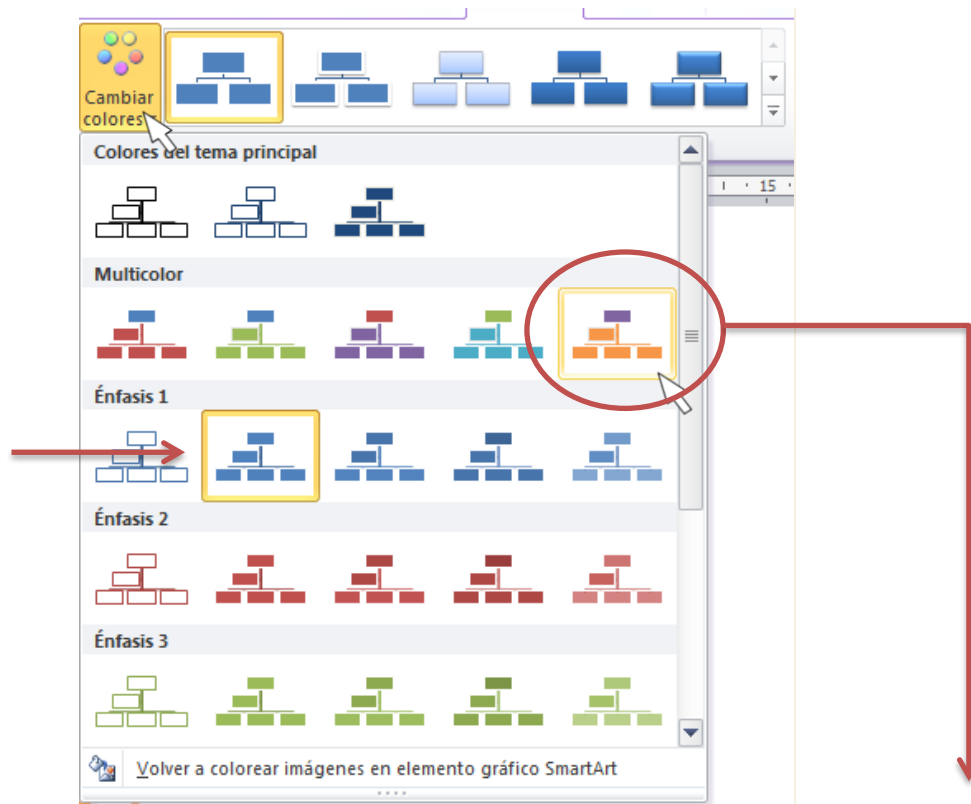 Cambiar
colores
Colores del tema principal
15
Multicolor
Énfasis 1
Énfasis 2
Énfasis 3
Volver a colorear imágenes en elemento gráfico SmartArt